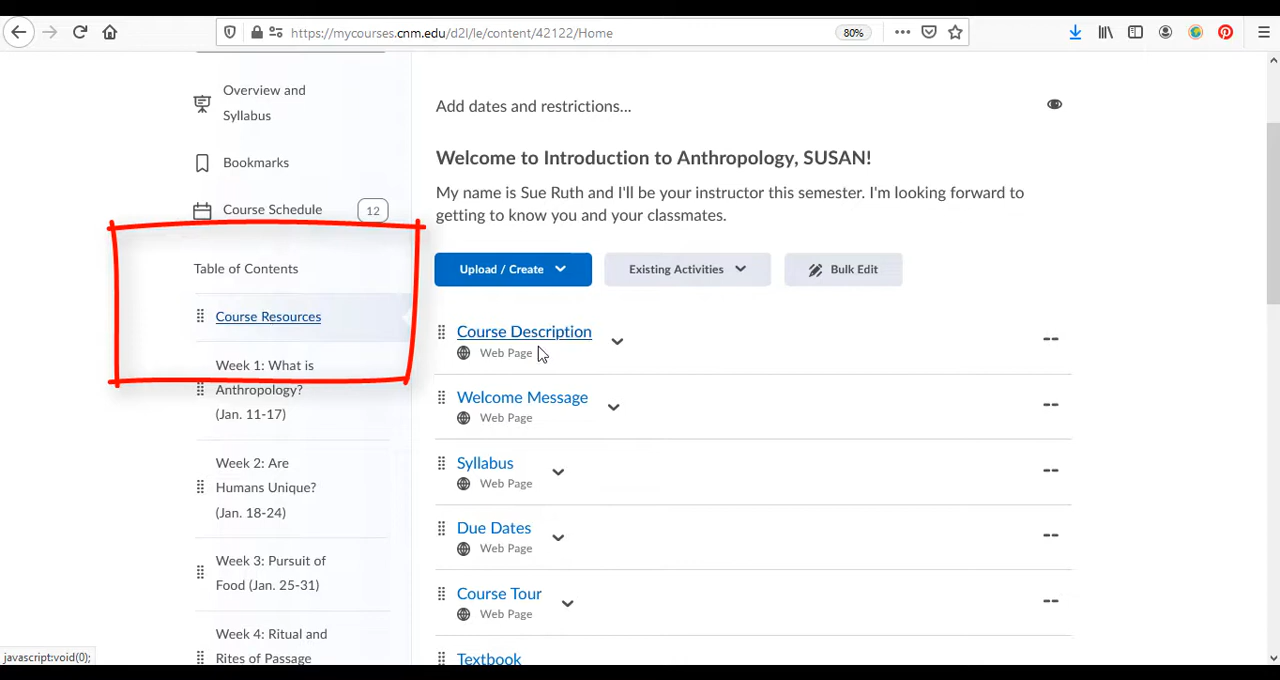 https://mycourses.cnm.edu/d2l/le/content/42122/Home
80%
Overview and
Syllabus
Bookmarks
Course Schedule
12
Table of Contents
Course Resources
Week 1: What is
Anthropology?
(Jan. 11-17)
Week 2: Are
Humans Unique?
(Jan. 18-24)
Week 3: Pursuit of
Food (Jan. 25-31)
Week 4: Ritual and
Rites of Passage
Add dates and restrictions...
Welcome to Introduction to Anthropology, SUSAN!
My name is Sue Ruth and I'll be your instructor this semester. I'm looking forward to
getting to know you and your classmates.
Upload / Create
Existing Activities
Bulk Edit
Course Description
Web Page
--
Welcome Message
Web Page
--
Syllabus
Web Page
--
Due Dates
Web Page
--
Course Tour
Web Page
--
Textbook
javascript:void(0);